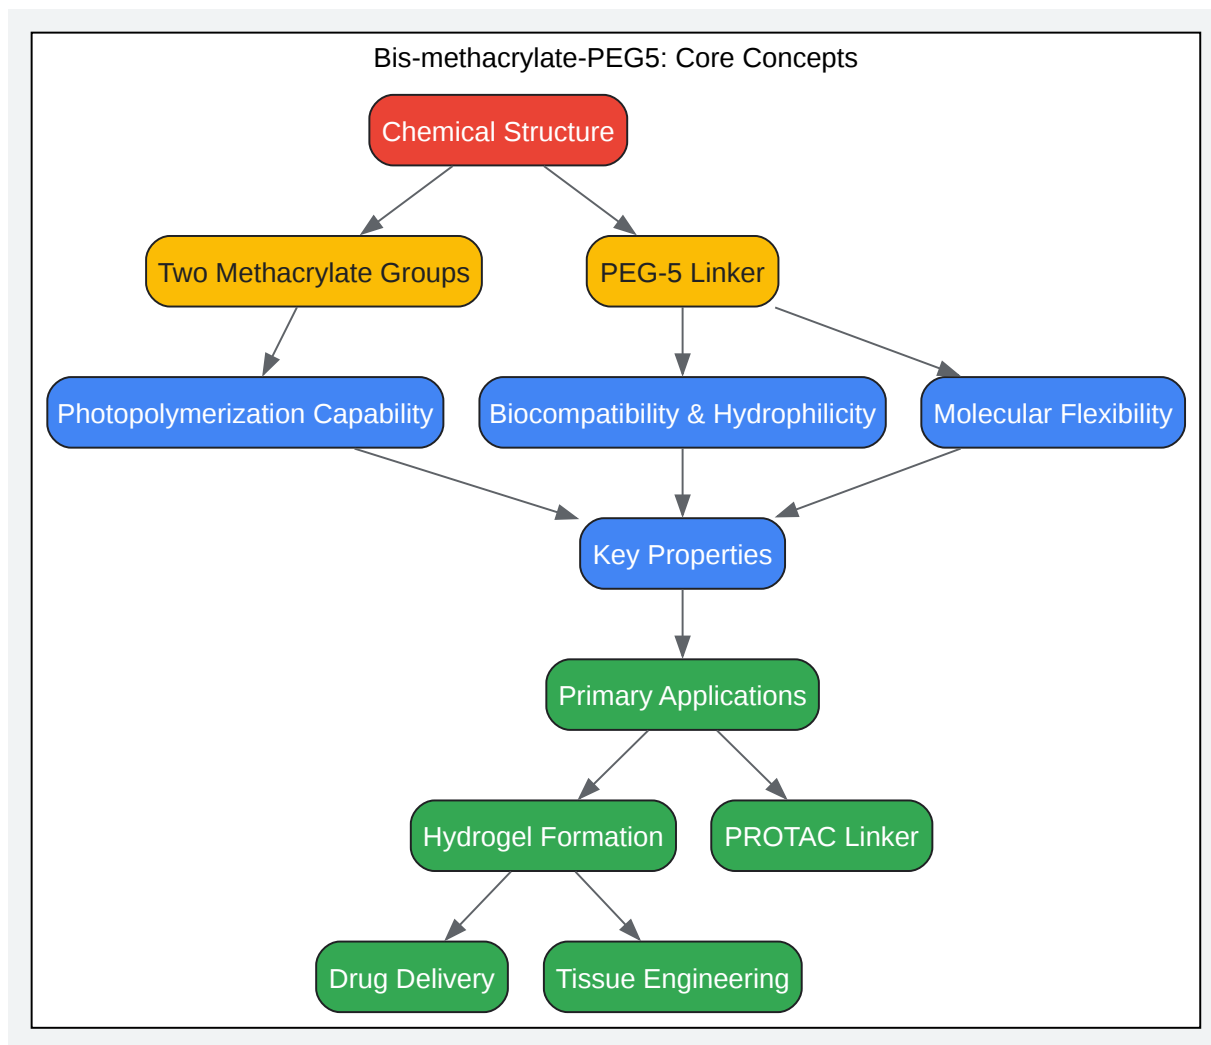 Bis-methacrylate-PEG5: Core Concepts
Chemical Structure
Two Methacrylate Groups
PEG-5 Linker
Photopolymerization Capability
Biocompatibility & Hydrophilicity
Molecular Flexibility
Key Properties
Primary Applications
Hydrogel Formation
PROTAC Linker
Drug Delivery
Tissue Engineering